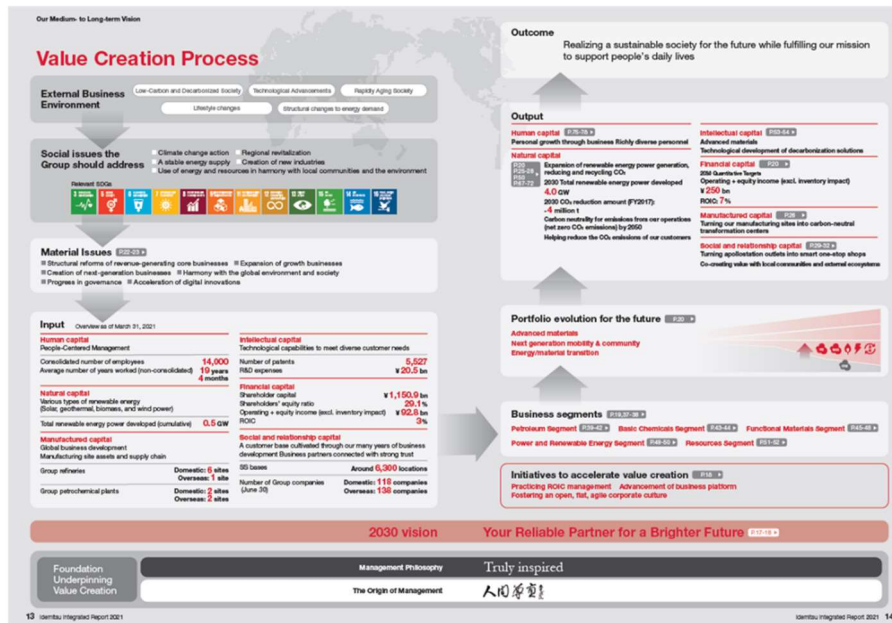 Our Medium- to Long-term Vision
Value Creation Process
External Business
Environment
Low-Carbon and Decarbonized Society
Technological Advancements
Rapidly Aging Society
Lifestyle changes
Structural changes to energy demand
Social issues the
Group should address
Climate change action
Regional revitalization
A stable energy supply
Creation of new industries
Use of energy and resources in harmony with local communities and the environment
Relevant SDGs
Material Issues P.22-23
Structural reforms of revenue-generating core businesses
Expansion of growth businesses
Creation of next-generation businesses
Harmony with the global environment and society
Progress in governance
Acceleration of digital innovations
Input Overview as of March 31, 2021
Human capital
People-Centered Management
Consolidated number of employees 14,000
Average number of years worked (non-consolidated) 19 years
4 months
Natural capital
Various types of renewable energy
(Solar, geothermal, biomass, and wind power)
Total renewable energy power developed (cumulative) 0.5 GW
Manufactured capital
Global business development
Manufacturing site assets and supply chain
Group refineries Domestic: 6 sites
Overseas: 1 site
Group petrochemical plants Domestic: 2 sites
Overseas: 2 sites
Intellectual capital
Technological capabilities to meet diverse customer needs
Number of patents 5,527
R&D expenses ¥20.5 bn
Financial capital
Shareholder capital ¥1,150.9 bn
Shareholders' equity ratio 29.1%
Operating + equity income (excl. inventory impact) ¥92.8 bn
ROIC 3%
Social and relationship capital
A customer base cultivated through our many years of business
development Business partners connected with strong trust
SS bases Around 6,300 locations
Number of Group companies Domestic: 118 companies
(June 30) Overseas: 138 companies
Outcome
Realizing a sustainable society for the future while fulfilling our mission
to support people's daily lives
Output
Human capital P.75-76
Personal growth through business Richly diverse personnel
Natural capital
Expansion of renewable energy power generation,
reducing and recycling CO₂
2030 Total renewable energy power developed
4.0 GW
2030 CO₂ reduction amount (FY2017):
-4 million t
Carbon neutrality for emissions from our operations
(net zero CO₂ emissions) by 2050
Helping reduce the CO₂ emissions of our customers
Intellectual capital P.53-54
Advanced materials
Technological development of decarbonization solutions
Financial capital P.20
2030 Quantitative Targets
Operating + equity income (excl. inventory impact)
¥250 bn
ROIC: 7%
Manufactured capital P.26
Turning our manufacturing sites into carbon-neutral
transformation centers
Social and relationship capital
Turning apollostation outlets into smart one-stop shops
Co-creating value with local communities and external ecosystems
Portfolio evolution for the future P.20
Advanced materials
Next generation mobility & community
Energy/material transition
Business segments
Petroleum Segment P.39-42
Basic Chemicals Segment P.43-44
Functional Materials Segment P.45-48
Power and Renewable Energy Segment P.49-50
Resources Segment P.51-52
Initiatives to accelerate value creation P.18
Practicing ROIC management Advancement of business platform
Fostering an open, flat, agile corporate culture
2030 vision Your Reliable Partner for a Brighter Future P.17-18
Foundation
Underpinning
Value Creation
Management Philosophy Truly inspired
The Origin of Management 人間尊重
13 Idemitsu Integrated Report 2021
Idemitsu Integrated Report 2021 14